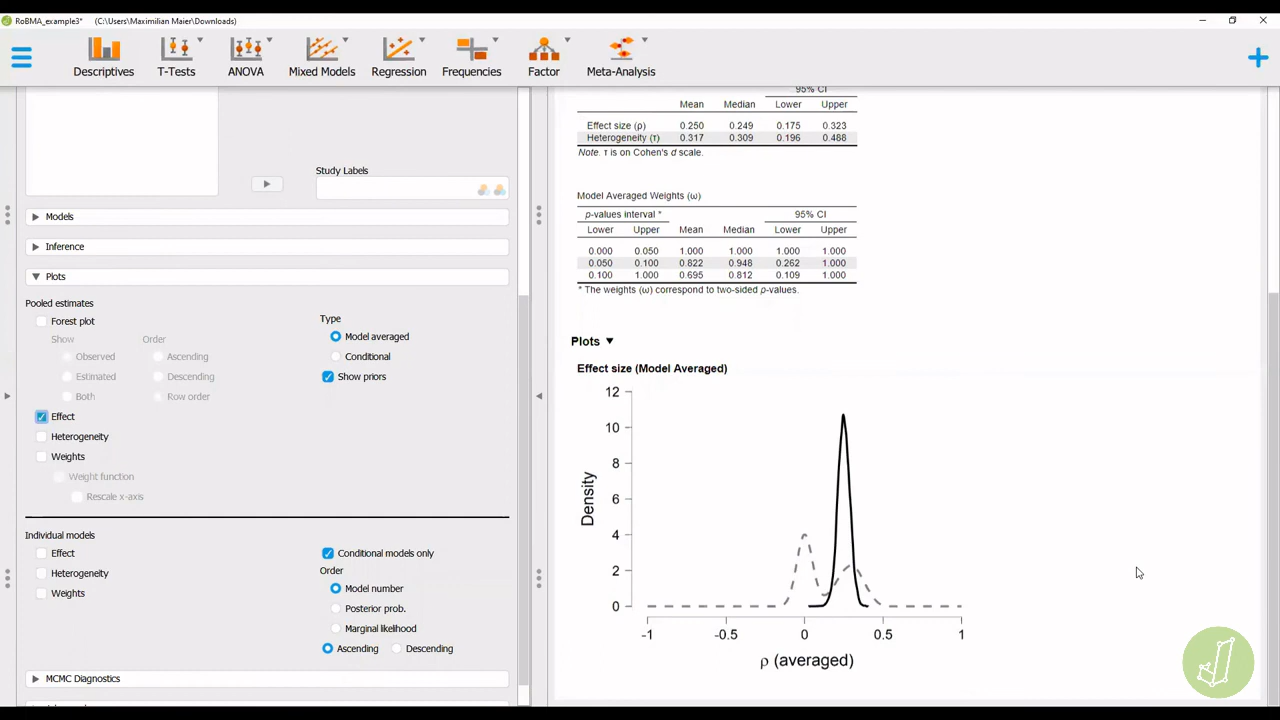 RoBMA_example3* (C:\Users\Maximilian Maier\Downloads)
Descriptives T-Tests ANOVA Mixed Models Regression Frequencies Factor Meta-Analysis
Study Labels
Models
Inference
Plots
Pooled estimates
Forest plot
Show Order
Observed Ascending
Estimated Descending
Both Row order
Type
Model averaged
Conditional
Show priors
Effect
Heterogeneity
Weights
Weight function
Rescale x-axis
Individual models
Effect
Heterogeneity
Weights
Conditional models only
Order
Model number
Posterior prob.
Marginal likelihood
Ascending Descending
MCMC Diagnostics
95% CI
Mean Median Lower Upper
Effect size (ρ) 0.250 0.249 0.175 0.323
Heterogeneity (τ) 0.317 0.309 0.196 0.488
Note. τ is on Cohen's d scale.
Model Averaged Weights (ω)
p-values interval * 95% CI
Lower Upper Mean Median Lower Upper
0.000 0.050 1.000 1.000 1.000 1.000
0.050 0.100 0.822 0.948 0.262 1.000
0.100 1.000 0.695 0.812 0.109 1.000
* The weights (ω) correspond to two-sided p-values.
Plots
Effect size (Model Averaged)
12
10
8
6
4
2
0
Density
-1 -0.5 0 0.5 1
ρ (averaged)